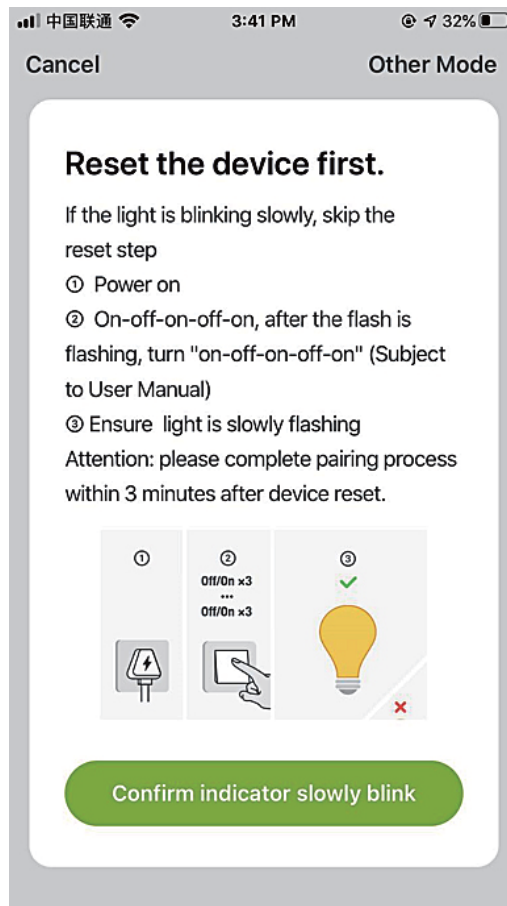 中国联通 3:41 PM 32%
Cancel Other Mode
Reset the device first.
If the light is blinking slowly, skip the
reset step
① Power on
② On-off-on-off-on, after the flash is
flashing, turn "on-off-on-off-on" (Subject
to User Manual)
③ Ensure light is slowly flashing
Attention: please complete pairing process
within 3 minutes after device reset.
① ② ③
Off/On ×3
...
Off/On ×3
Confirm indicator slowly blink